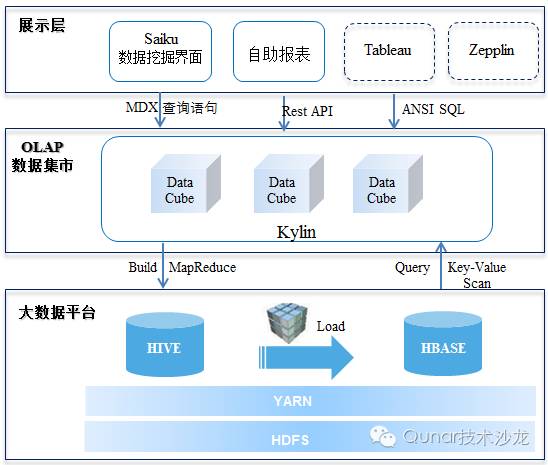 展示层
Saiku
数据挖掘界面
自助报表
Tableau
Zepplin
MDX 查询语句
Rest API
ANSI SQL
OLAP
数据集市
Data
Cube
Data
Cube
Data
Cube
Kylin
Build
MapReduce
Query
Key-Value
Scan
大数据平台
HIVE
Load
HBASE
YARN
HDFS
Qunar技术沙龙